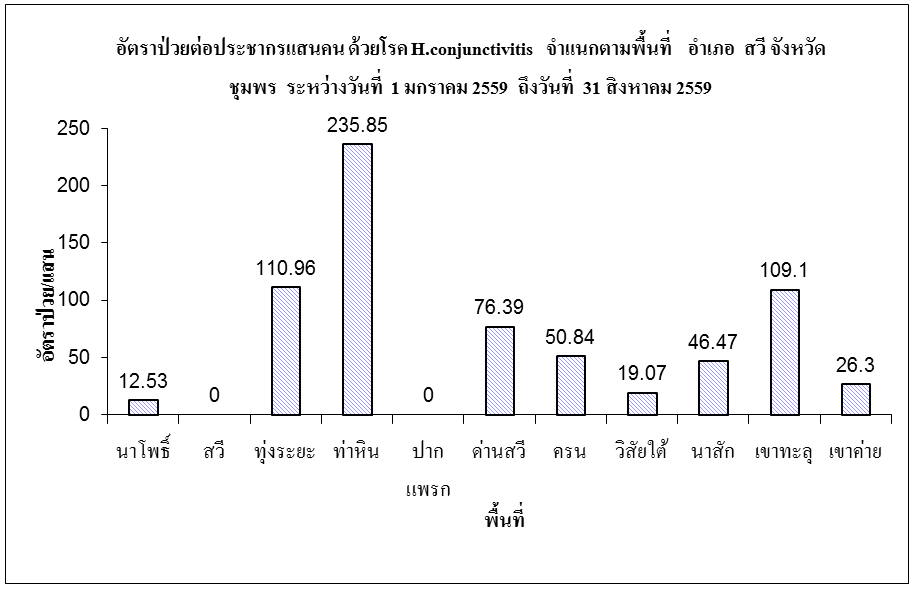 อัตราป่วยต่อประชากรแสนคน ด้วยโรค H.conjunctivitis จำแนกตามพื้นที่ อำเภอ สวี จังหวัด
ชุมพร ระหว่างวันที่ 1 มกราคม 2559 ถึงวันที่ 31 สิงหาคม 2559
อัตราป่วย/แสน
250
200
150
100
50
0
12.53
0
110.96
235.85
0
76.39
50.84
19.07
46.47
109.1
26.3
นาโพธิ์
สวี
ทุ่งระยะ
ท่าหิน
ปาก
แพรก
ด่านสวี
ครน
วิสัยใต้
นาสัก
เขาทะลุ
เขาค่าย
พื้นที่